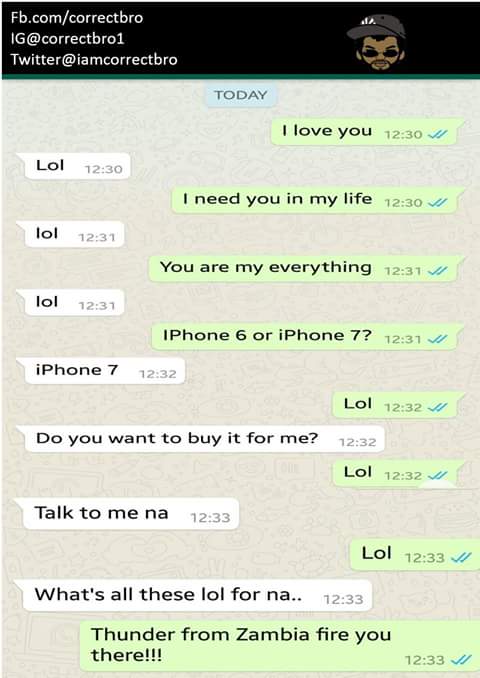 Fb.com/correctbro
IG@correctbro1
Twitter@iamcorrectbro
TODAY
I love you 12:30
Lol 12:30
I need you in my life 12:30
lol 12:31
You are my everything 12:31
lol 12:31
IPhone 6 or iPhone 7? 12:31
iPhone 7 12:32
Lol 12:32
Do you want to buy it for me? 12:32
Lol 12:32
Talk to me na 12:33
Lol 12:33
What's all these lol for na.. 12:33
Thunder from Zambia fire you
there!!! 12:33